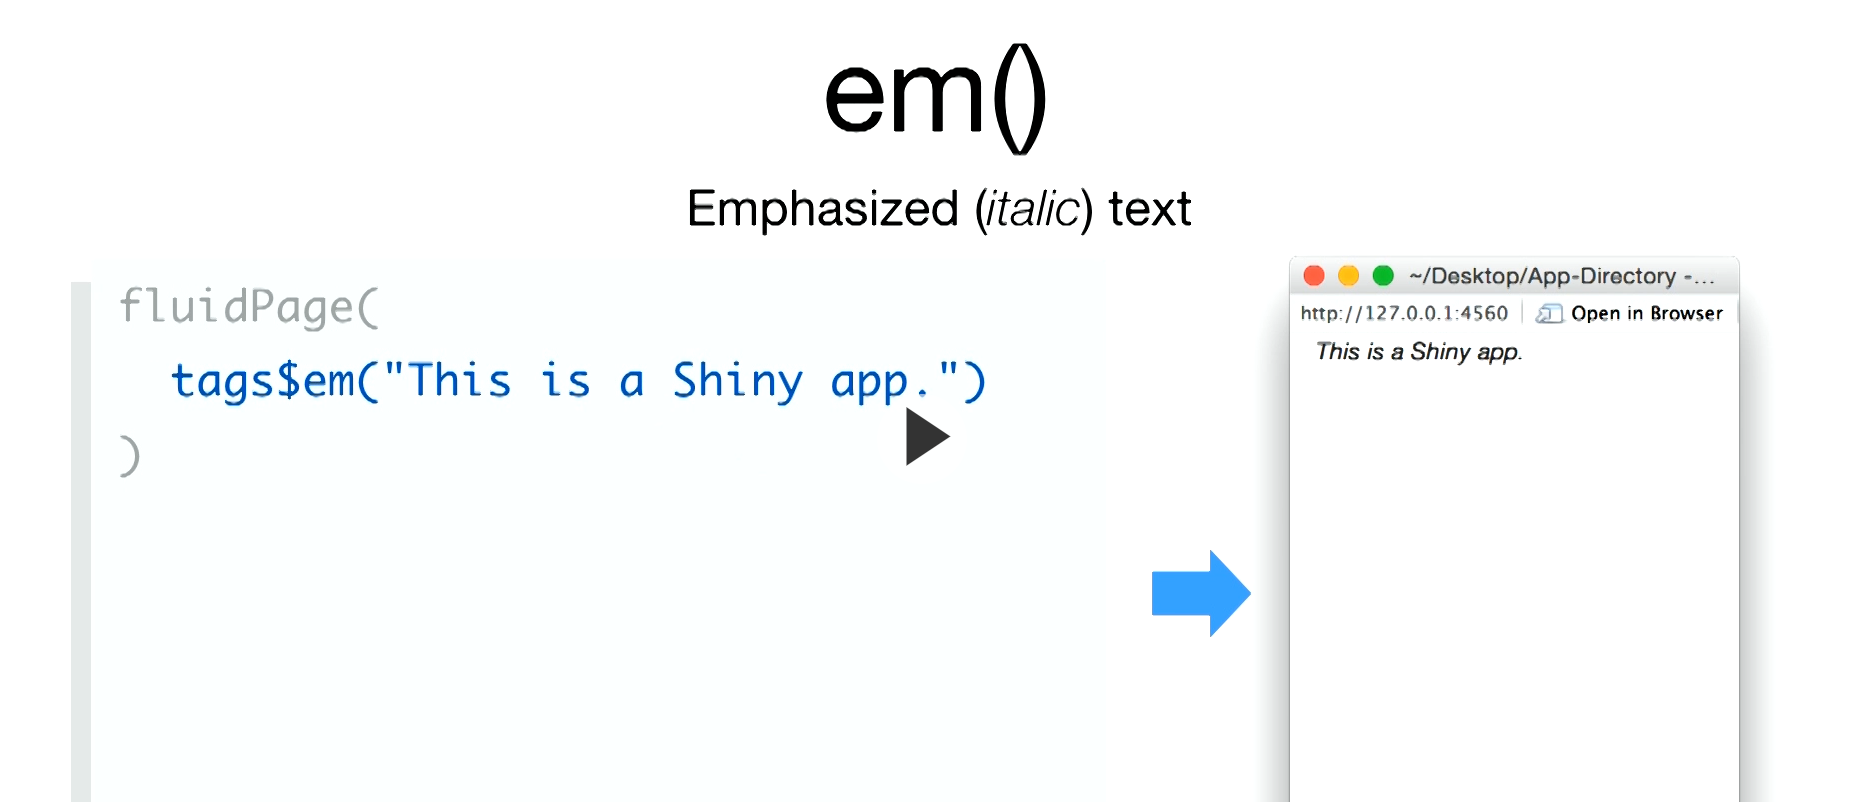 em()
Emphasized (italic) text
fluidPage(
tags$em("This is a Shiny app.")
)
~/Desktop/App-Directory -...
http://127.0.0.1:4560
Open in Browser
This is a Shiny app.